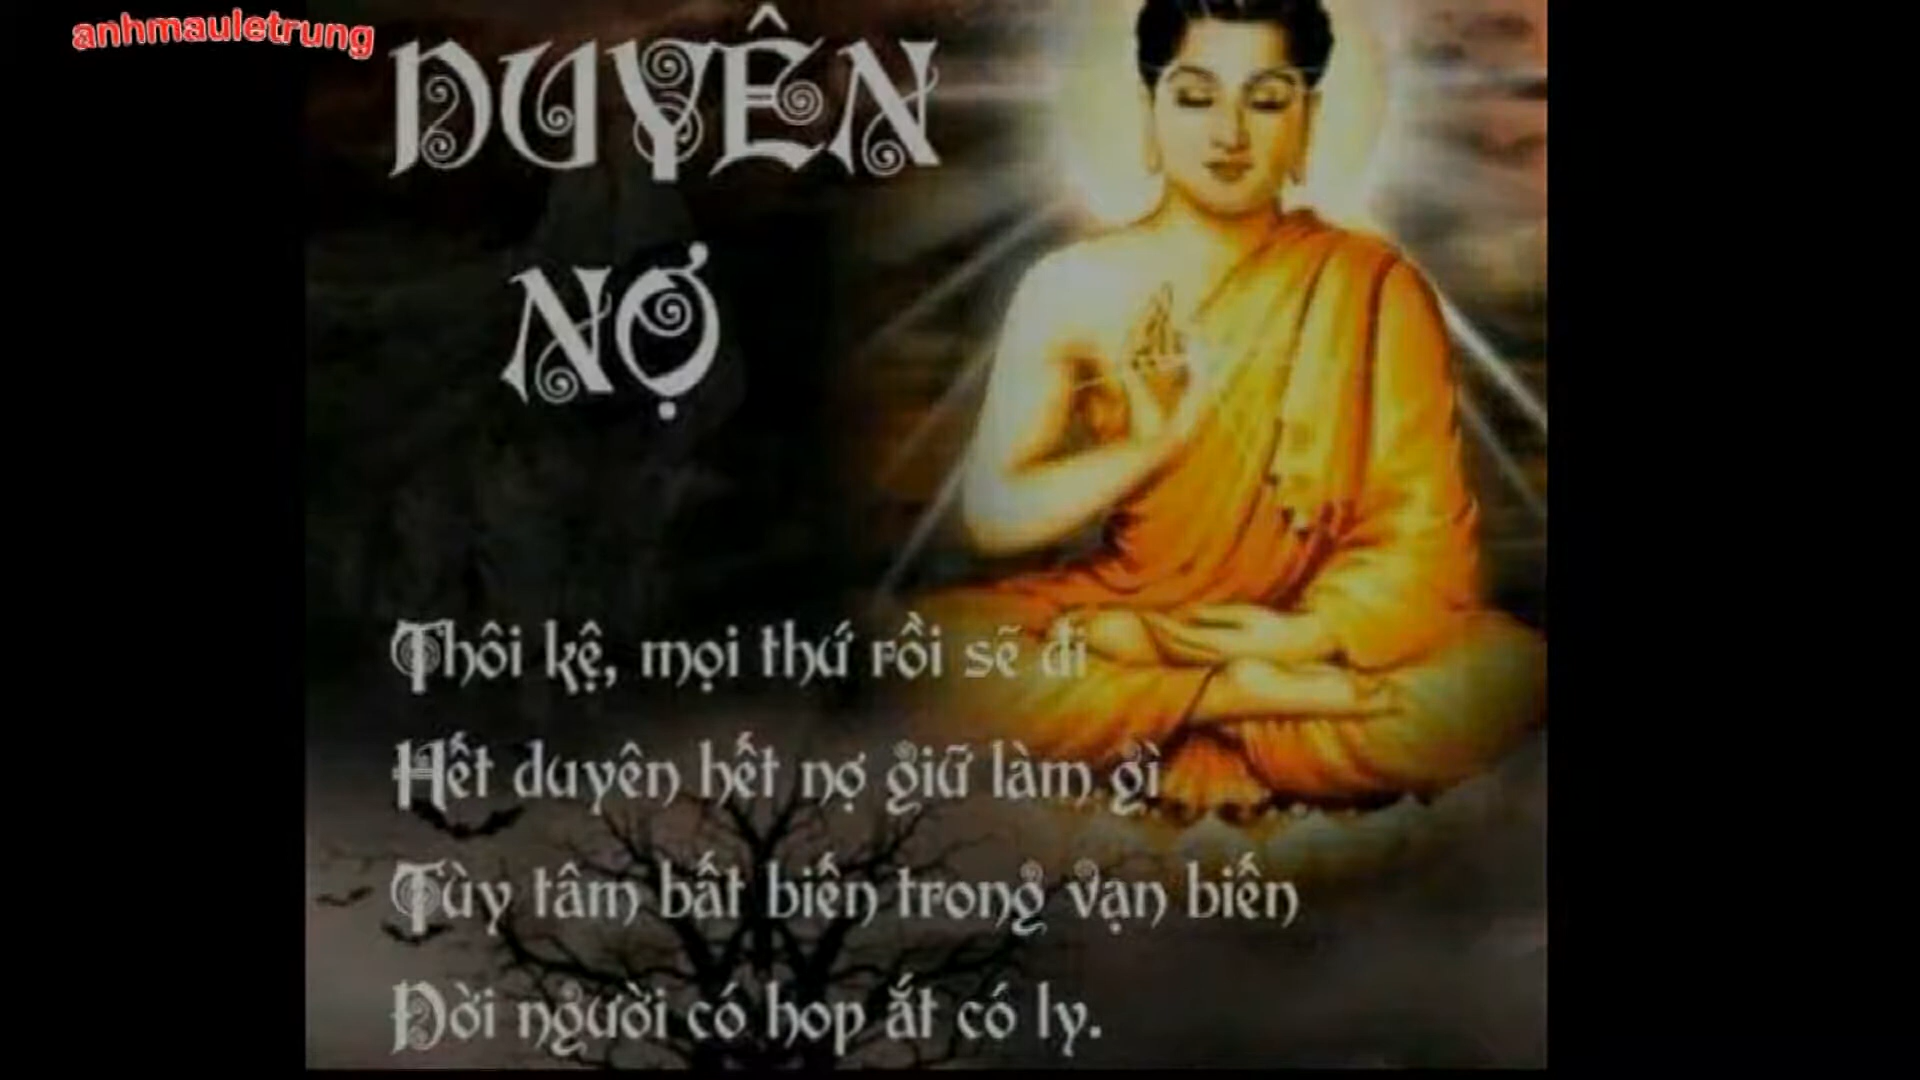 anhmauletrung
DUYÊN
NỢ
Thôi kệ, mọi thứ rồi sẽ đi
Hết duyên hết nợ giữ làm gì
Tùy tâm bất biến trong vạn biến
Đời người có hop ắt có ly.